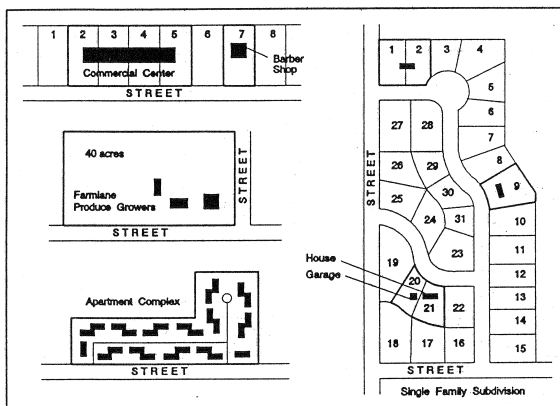 1 2 3 4 5 6 7 8
Commercial Center
Barber
Shop
STREET
40 acres
Farmlane
Produce Growers
STREET
STREET
Apartment Complex
STREET
1 2 3 4
5
6
7
8
9
10
11
12
13
14
15
27 28
26 29
25 30
24 31
23
19
20
21 22
18 17 16
STREET
House
Garage
STREET
Single Family Subdivision